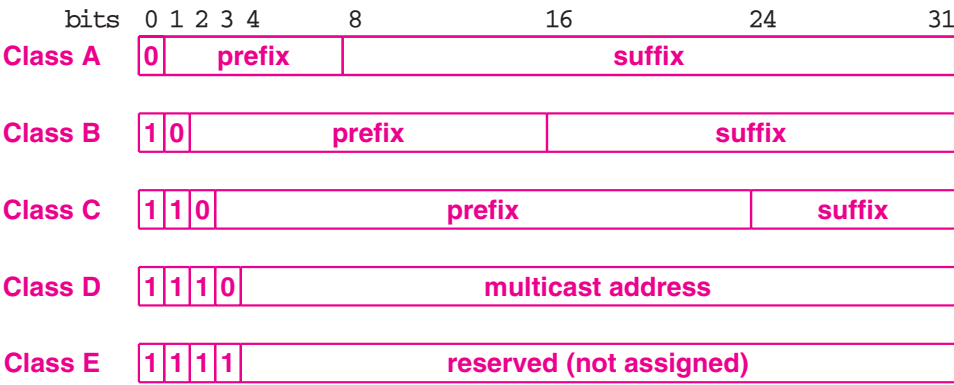 bits 0 1 2 3 4 8 16 24 31
Class A 0 prefix suffix
Class B 1 0 prefix suffix
Class C 1 1 0 prefix suffix
Class D 1 1 1 0 multicast address
Class E 1 1 1 1 reserved (not assigned)